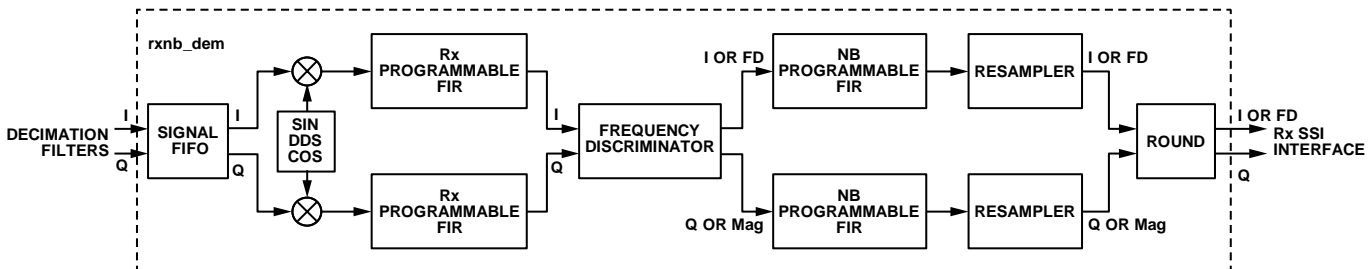 rxnb_dem
DECIMATION
FILTERS
I
Q
SIGNAL
FIFO
I
Q
SIN
DDS
COS
Rx
PROGRAMMABLE
FIR
Rx
PROGRAMMABLE
FIR
I
Q
FREQUENCY
DISCRIMINATOR
I OR FD
Q OR Mag
NB
PROGRAMMABLE
FIR
NB
PROGRAMMABLE
FIR
RESAMPLER
RESAMPLER
I OR FD
Q OR Mag
ROUND
I OR FD
Rx SSI
INTERFACE
Q